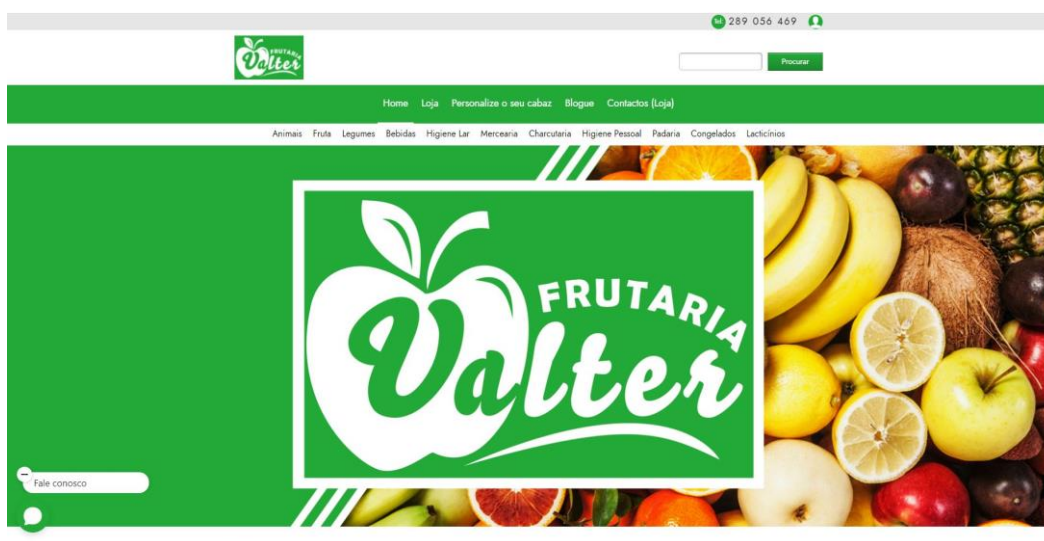 Tel 289 056 469
FRUTARIA
Valter
Procurar
Home Loja Personalize o seu cabaz Blogue Contactos (Loja)
Animais Fruta Legumes Bebidas Higiene Lar Mercearia Charcutaria Higiene Pessoal Padaria Congelados Lacticínios
FRUTARIA
Valter
Fale conosco